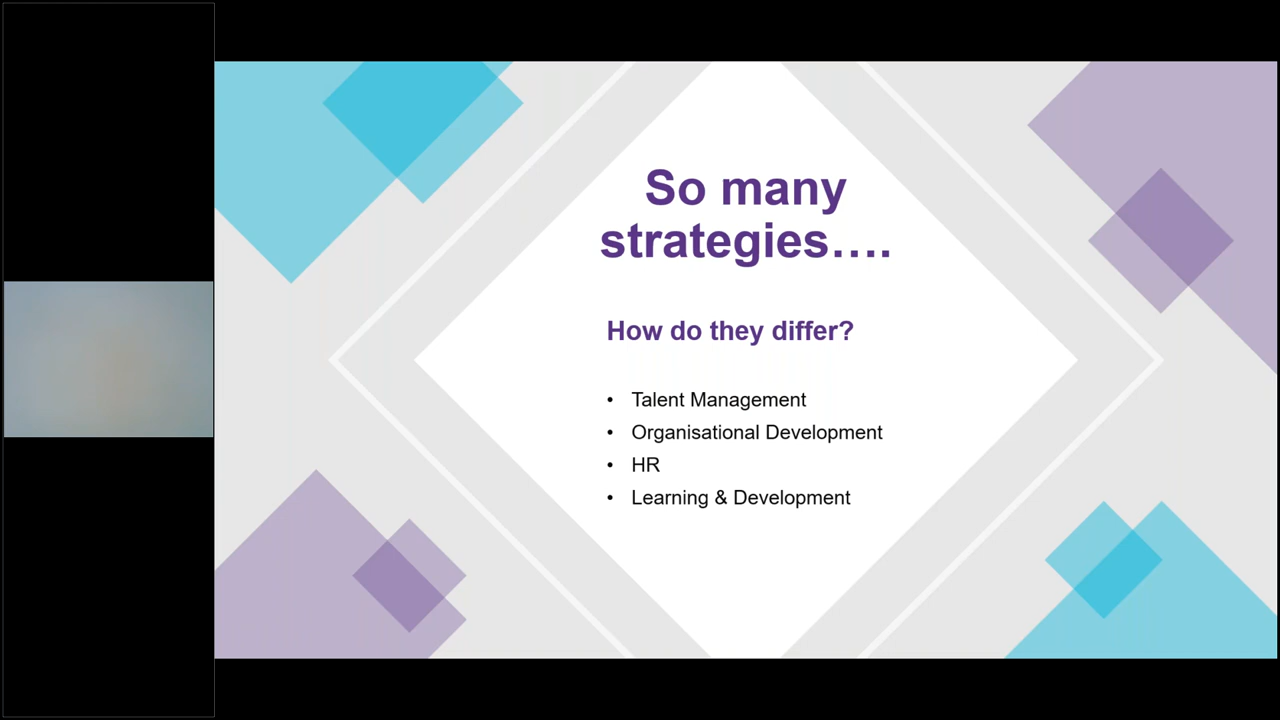 So many
strategies....
How do they differ?
• Talent Management
• Organisational Development
• HR
• Learning & Development